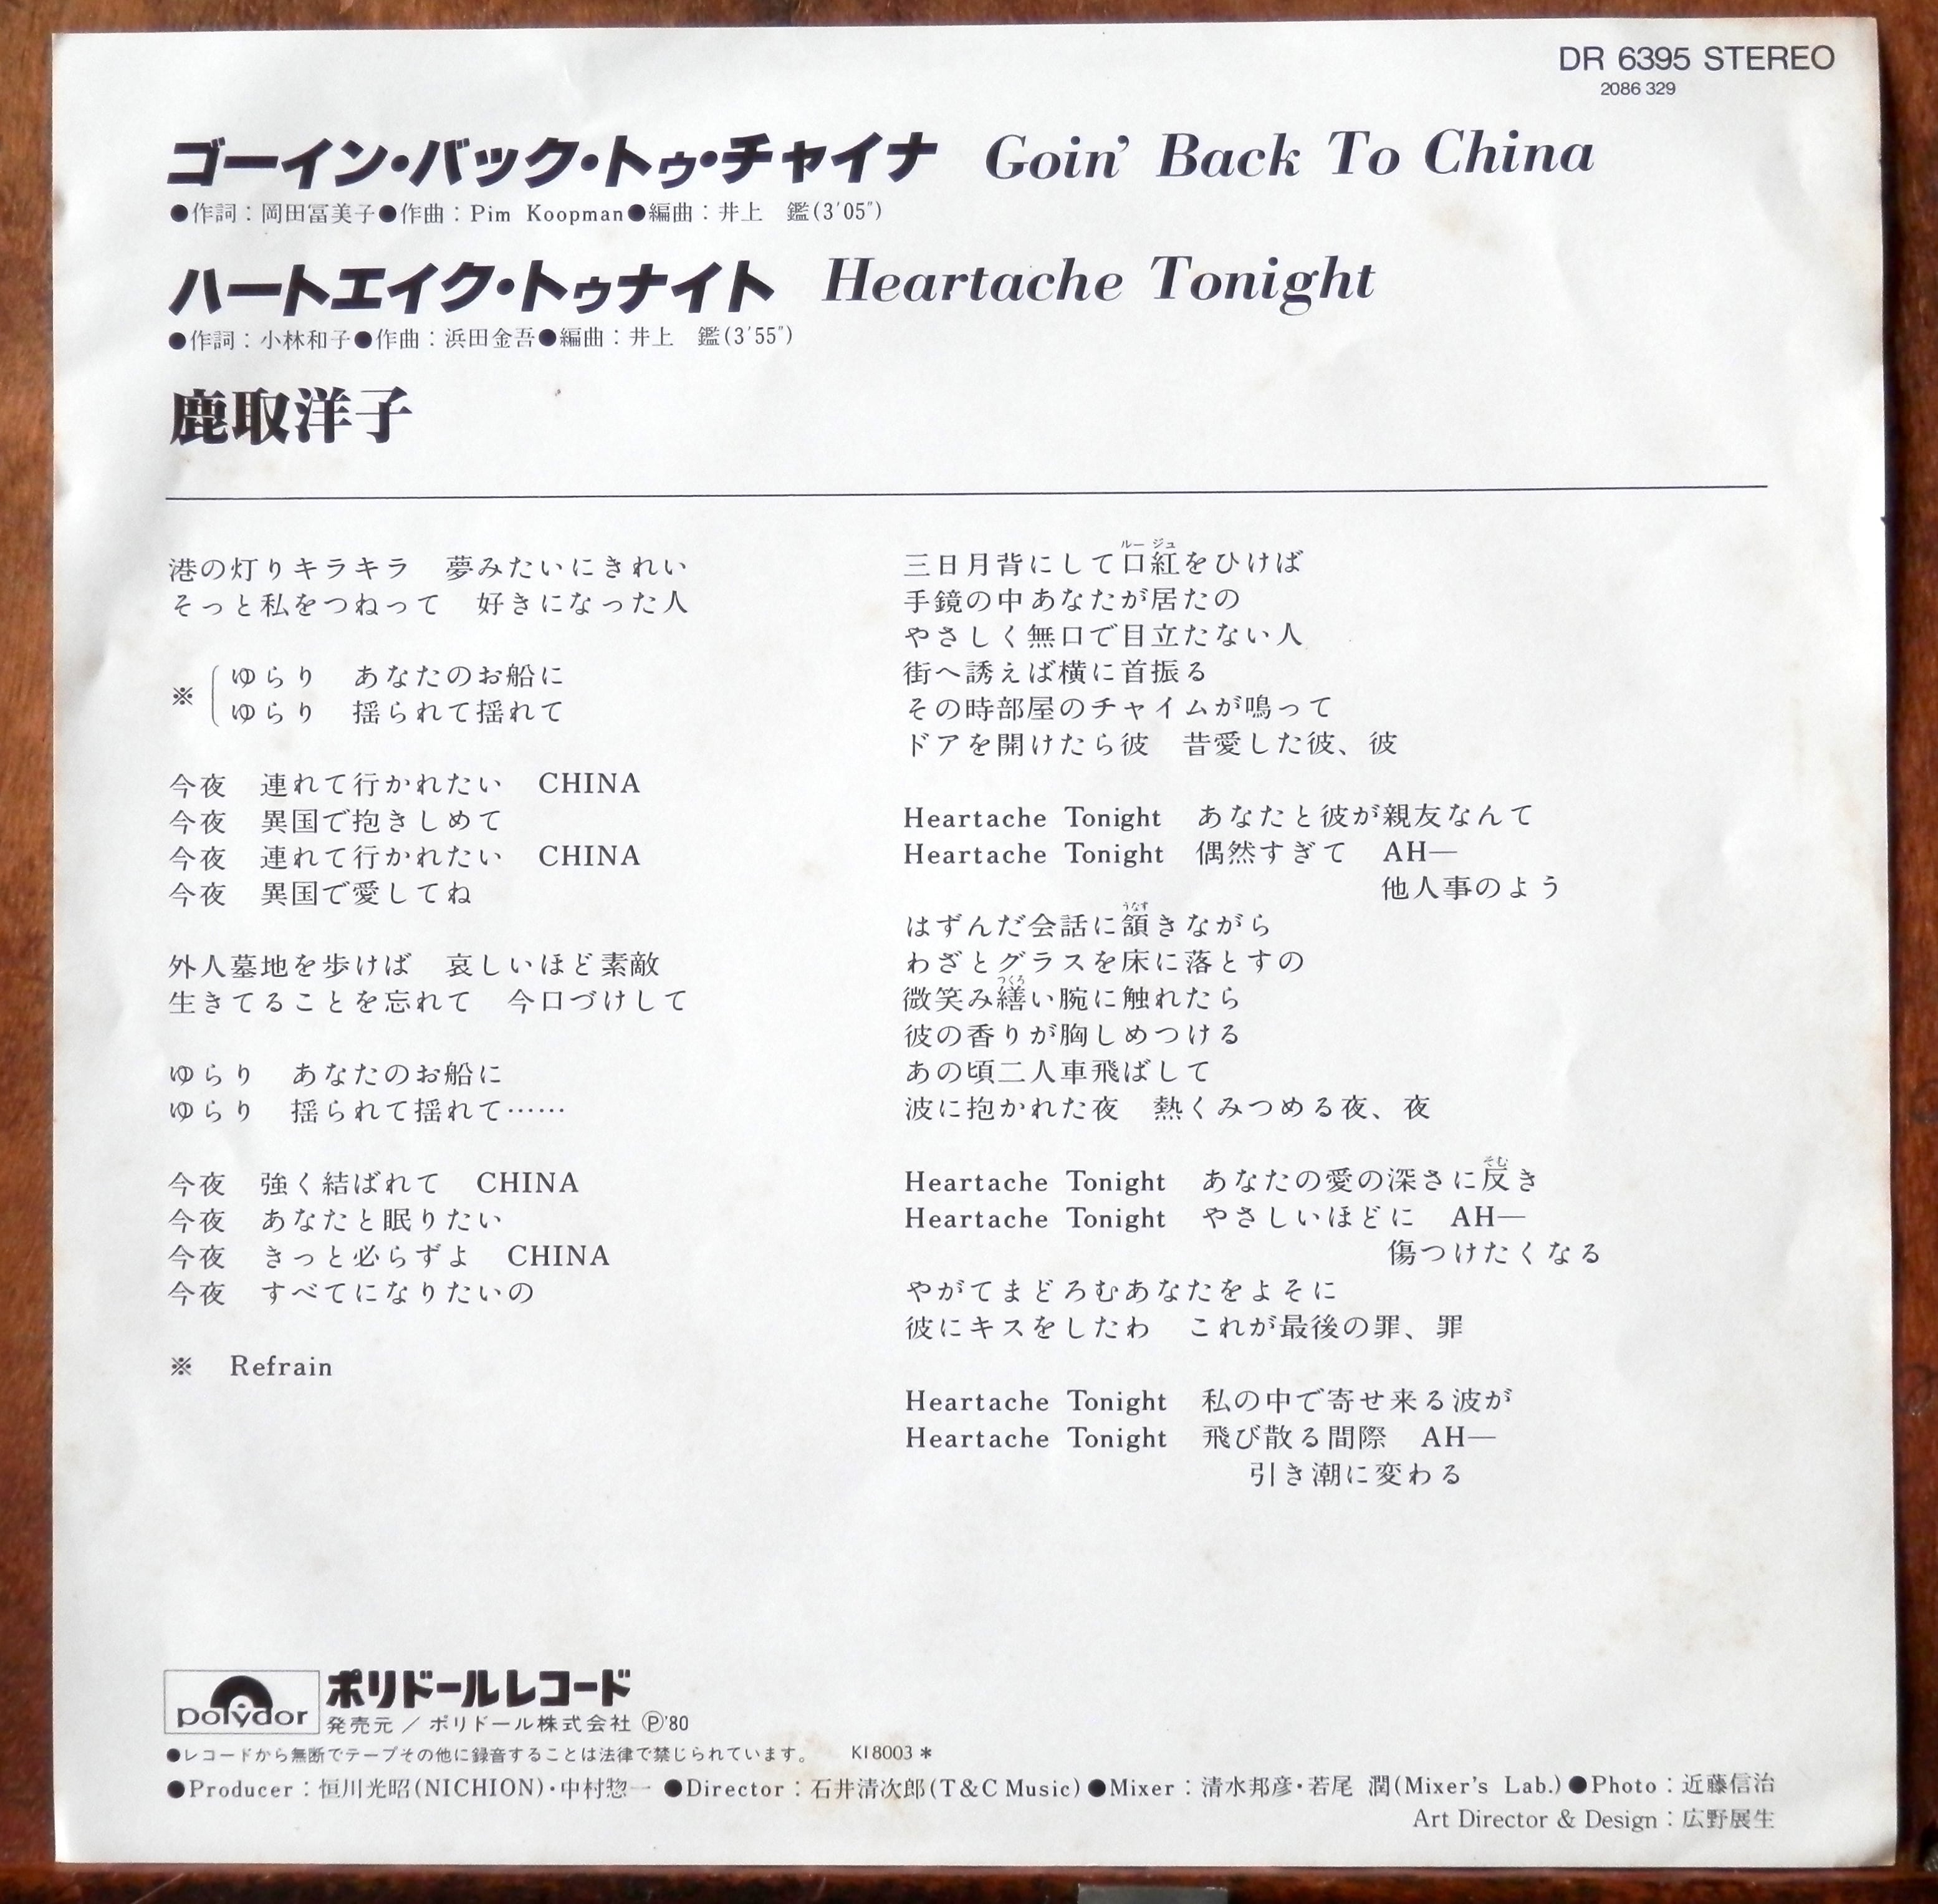 DR 6395 STEREO
2086 329
ゴーイン・バック・トゥ・チャイナ Goin' Back To China
●作詞：岡田冨美子●作曲：Pim Koopman●編曲：井上 鑑(3′05″)
ハートエイク・トゥナイト Heartache Tonight
●作詞：小林和子●作曲：浜田金吾●編曲：井上 鑑(3′55″)
鹿取洋子
港の灯りキラキラ 夢みたいにきれい
そっと私をつねって 好きになった人
※ ゆらり あなたのお船に
ゆらり 揺られて揺れて
今夜 連れて行かれたい CHINA
今夜 異国で抱きしめて
今夜 連れて行かれたい CHINA
今夜 異国で愛してね
外人墓地を歩けば 哀しいほど素敵
生きてることを忘れて 今口づけして
ゆらり あなたのお船に
ゆらり 揺られて揺れて……
今夜 強く結ばれて CHINA
今夜 あなたと眠りたい
今夜 きっと必らずよ CHINA
今夜 すべてになりたいの
※ Refrain
ルージュ
三日月背にして口紅をひけば
手鏡の中あなたが居たの
やさしく無口で目立たない人
街へ誘えば横に首振る
その時部屋のチャイムが鳴って
ドアを開けたら彼 昔愛した彼、彼
Heartache Tonight あなたと彼が親友なんて
Heartache Tonight 偶然すぎて AH—
他人事のよう
うなず
はずんだ会話に頷きながら
わざとグラスを床に落とすの
つくろ
微笑み繕い腕に触れたら
彼の香りが胸しめつける
あの頃二人車飛ばして
波に抱かれた夜 熱くみつめる夜、夜
そむ
Heartache Tonight あなたの愛の深さに反き
Heartache Tonight やさしいほどに AH—
傷つけたくなる
やがてまどろむあなたをよそに
彼にキスをしたわ これが最後の罪、罪
Heartache Tonight 私の中で寄せ来る波が
Heartache Tonight 飛び散る間際 AH—
引き潮に変わる
polydor ポリドールレコード
発売元／ポリドール株式会社 Ⓟ'80
●レコードから無断でテープその他に録音することは法律で禁じられています。 KI8003＊
●Producer：恒川光昭(NICHION)・中村惣一 ●Director：石井清次郎(T&C Music)●Mixer：清水邦彦・若尾 潤(Mixer's Lab.)●Photo：近藤信治
Art Director & Design：広野展生